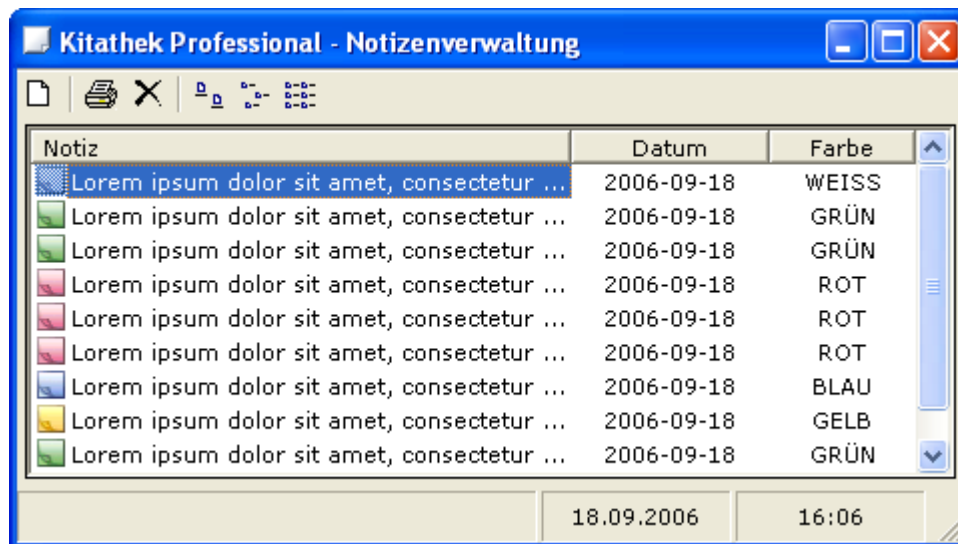 Kitathek Professional - Notizenverwaltung
Notiz Datum Farbe
Lorem ipsum dolor sit amet, consectetur ... 2006-09-18 WEISS
Lorem ipsum dolor sit amet, consectetur ... 2006-09-18 GRÜN
Lorem ipsum dolor sit amet, consectetur ... 2006-09-18 GRÜN
Lorem ipsum dolor sit amet, consectetur ... 2006-09-18 ROT
Lorem ipsum dolor sit amet, consectetur ... 2006-09-18 ROT
Lorem ipsum dolor sit amet, consectetur ... 2006-09-18 ROT
Lorem ipsum dolor sit amet, consectetur ... 2006-09-18 BLAU
Lorem ipsum dolor sit amet, consectetur ... 2006-09-18 GELB
Lorem ipsum dolor sit amet, consectetur ... 2006-09-18 GRÜN
18.09.2006 16:06